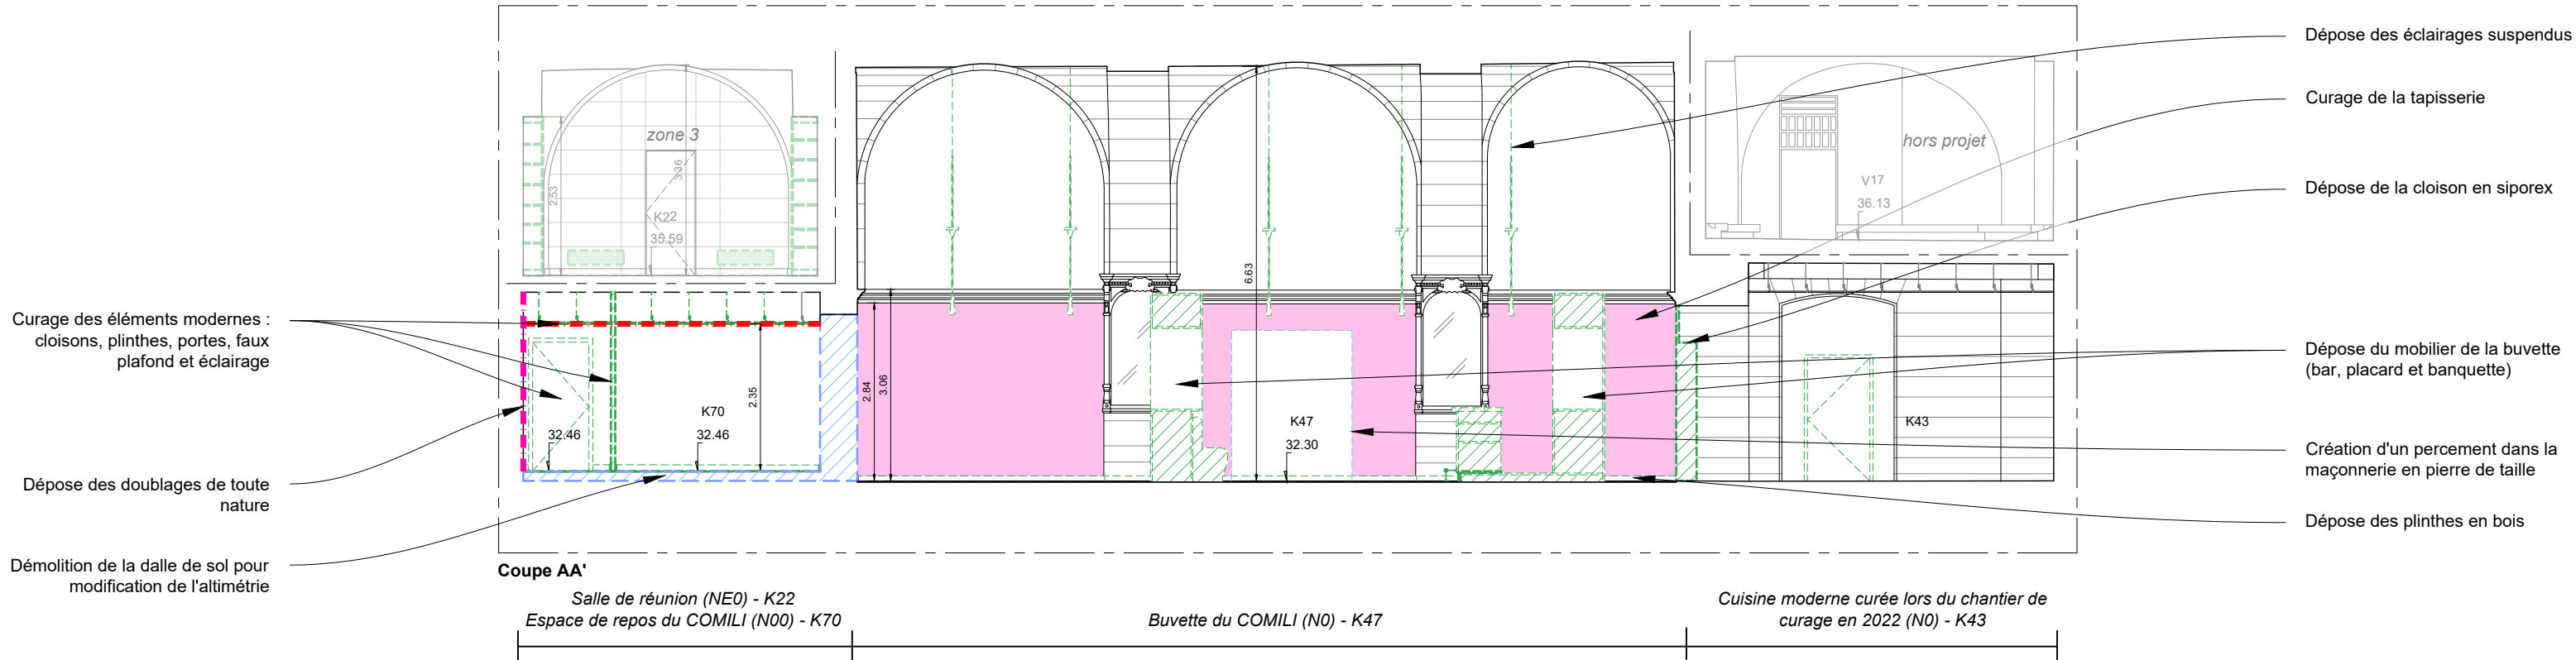 Dépose des éclairages suspendus
Curage de la tapisserie
Dépose de la cloison en siporex
Dépose du mobilier de la buvette
(bar, placard et banquette)
Création d'un percement dans la
maçonnerie en pierre de taille
Dépose des plinthes en bois
Curage des éléments modernes :
cloisons, plinthes, portes, faux
plafond et éclairage
Dépose des doublages de toute
nature
Démolition de la dalle de sol pour
modification de l'altimétrie
zone 3
2.53
3.36
K22
35.59
hors projet
V17
36.13
6.63
2.84
3.06
2.35
K70
32.46
32.46
K47
32.30
K43
Coupe AA'
Salle de réunion (NE0) - K22
Espace de repos du COMILI (N00) - K70
Buvette du COMILI (N0) - K47
Cuisine moderne curée lors du chantier de
curage en 2022 (N0) - K43